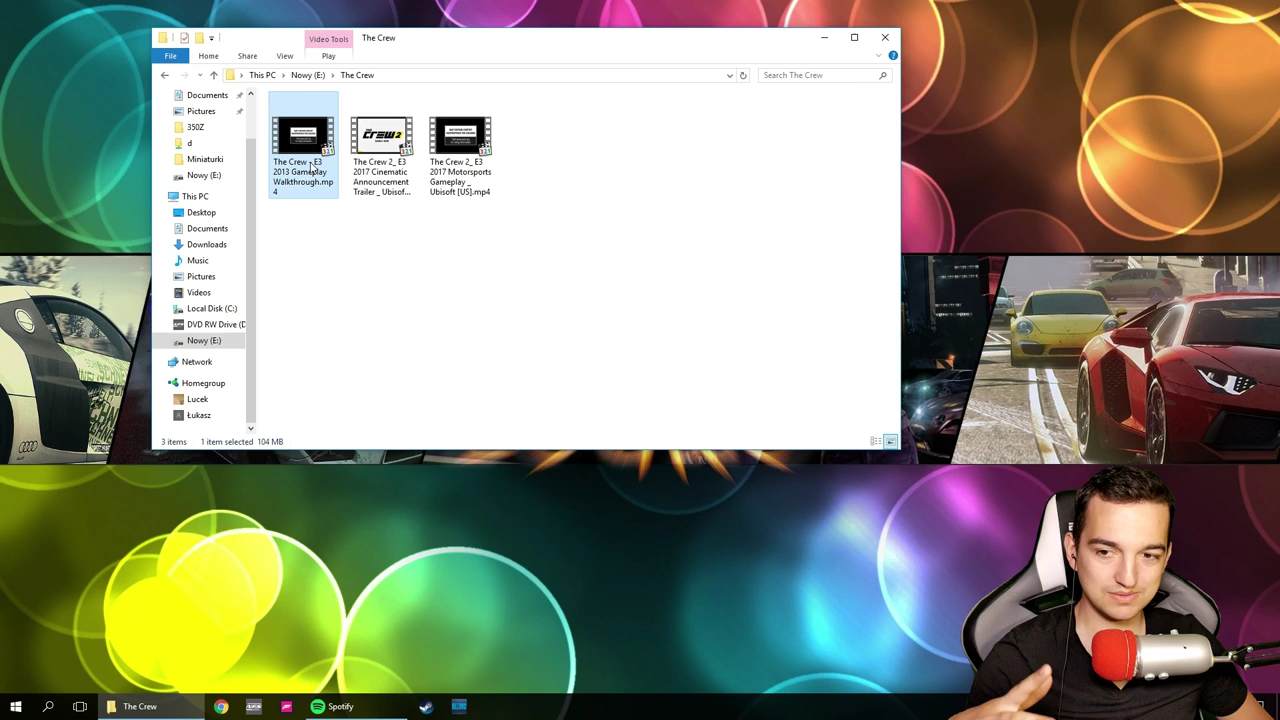 Video Tools
The Crew
File
Home
Share
View
Play
This PC
Nowy (E:)
The Crew
Search The Crew
Documents
Pictures
350Z
d
Miniaturki
Nowy (E:)
This PC
Desktop
Documents
Downloads
Music
Pictures
Videos
Local Disk (C:)
DVD RW Drive (D
Nowy (E:)
Network
Homegroup
Lucek
Łukasz
The Crew _ E3
2013 Gameplay
Walkthrough.mp
4
THE
CREW 2
The Crew 2_ E3
2017 Cinematic
Announcement
Trailer _ Ubisof...
The Crew 2_ E3
2017 Motorsports
Gameplay _
Ubisoft [US].mp4
3 items
1 item selected
104 MB
The Crew
Spotify